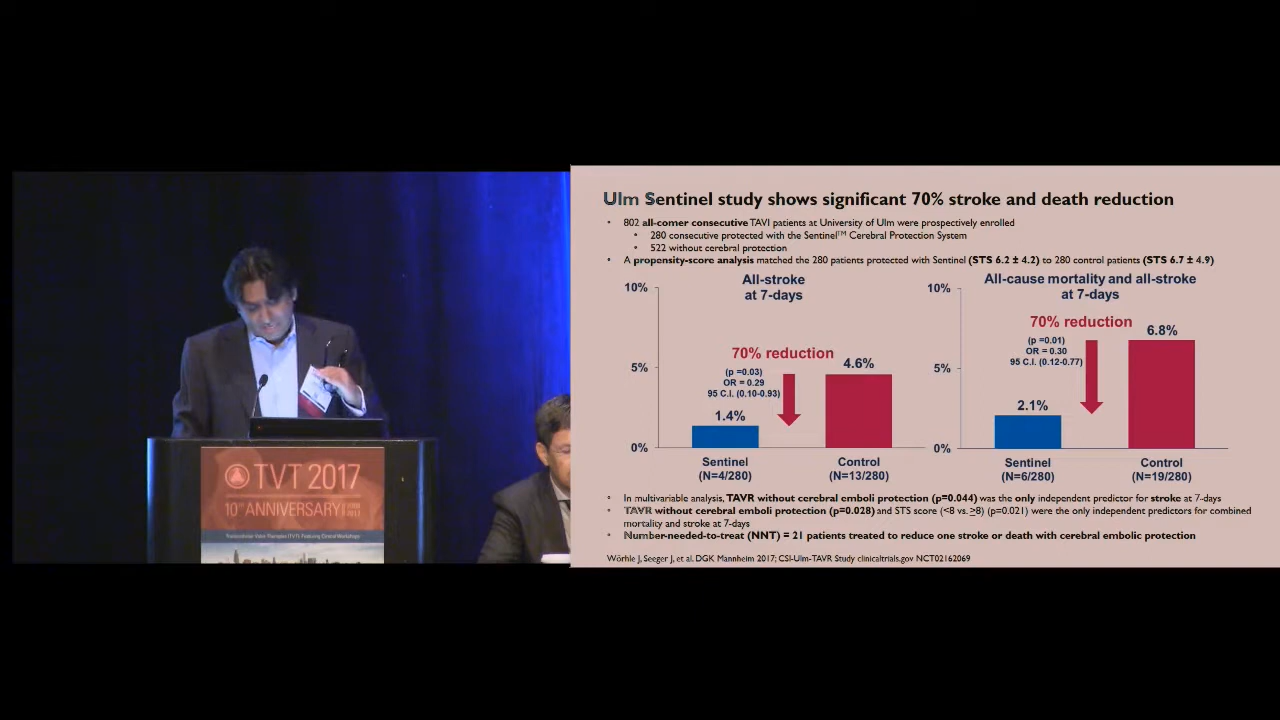 Ulm Sentinel study shows significant 70% stroke and death reduction
• 802 all-comer consecutive TAVI patients at University of Ulm were prospectively enrolled
• 280 consecutive protected with the Sentinel™ Cerebral Protection System
• 522 without cerebral protection
• A propensity-score analysis matched the 280 patients protected with Sentinel (STS 6.2 ± 4.2) to 280 control patients (STS 6.7 ± 4.9)
All-stroke
at 7-days
10%
5%
0%
70% reduction
(p =0.03)
OR = 0.29
95 C.I. (0.10-0.93)
1.4%
4.6%
Sentinel
(N=4/280)
Control
(N=13/280)
All-cause mortality and all-stroke
at 7-days
10%
5%
0%
70% reduction
(p =0.01)
OR = 0.30
95 C.I. (0.12-0.77)
2.1%
6.8%
Sentinel
(N=6/280)
Control
(N=19/280)
• In multivariable analysis, TAVR without cerebral emboli protection (p=0.044) was the only independent predictor for stroke at 7-days
• TAVR without cerebral emboli protection (p=0.028) and STS score (<8 vs. ≥8) (p=0.021) were the only independent predictors for combined
mortality and stroke at 7-days
• Number-needed-to-treat (NNT) = 21 patients treated to reduce one stroke or death with cerebral embolic protection
Wörhle J, Seeger J, et al. DGK Mannheim 2017; CSI-Ulm-TAVR Study clinicaltrials.gov NCT02162069
TVT 2017
10TH ANNIVERSARY
Transcatheter Valve Therapies (TVT) Featuring Clinical Workshops